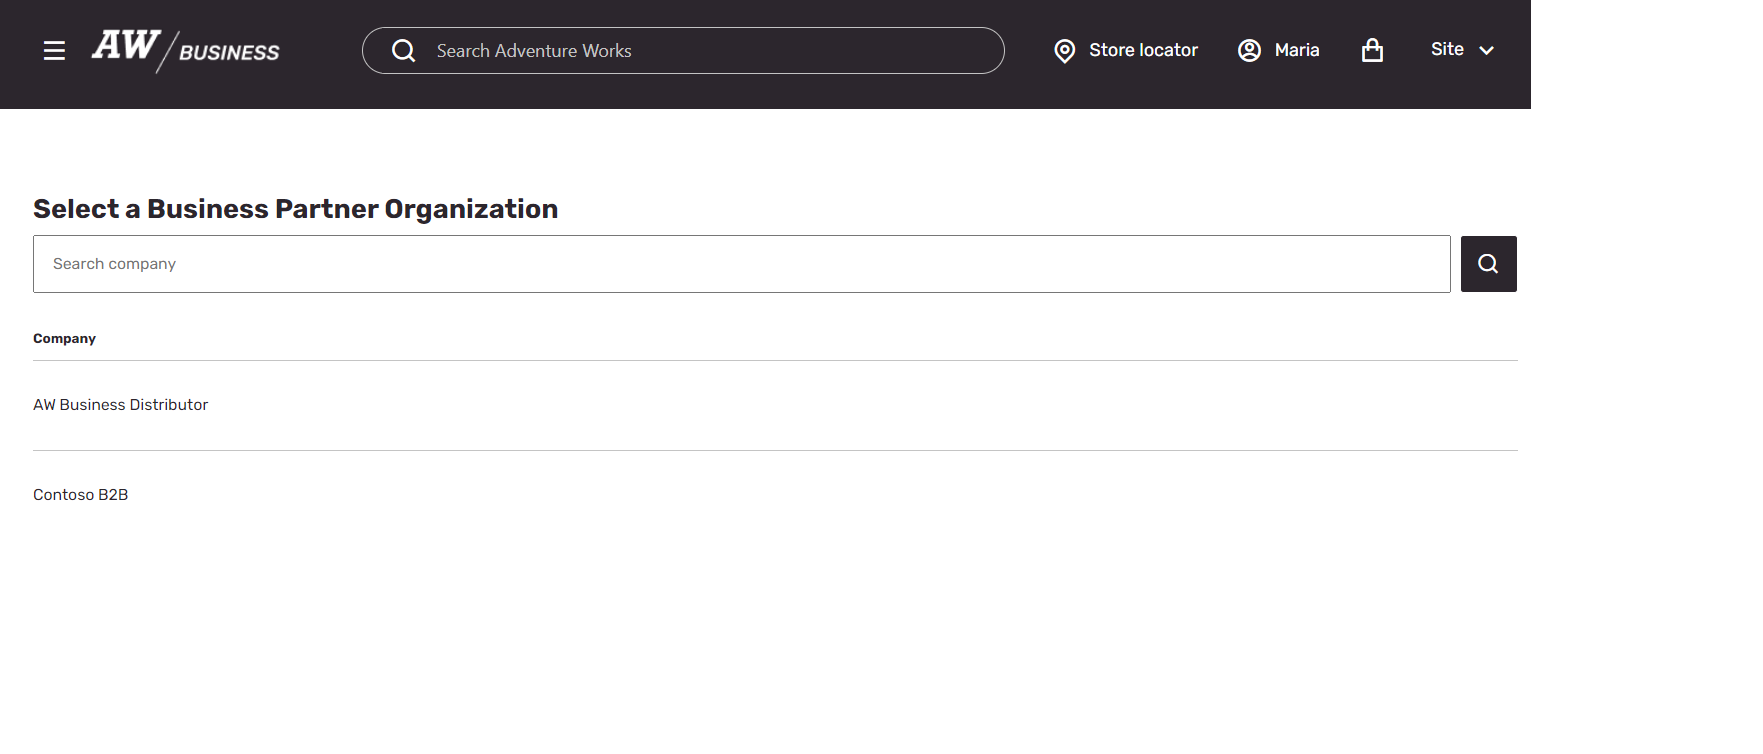 AW / BUSINESS
Search Adventure Works
Store locator
Maria
Site
Select a Business Partner Organization
Search company
Company
AW Business Distributor
Contoso B2B